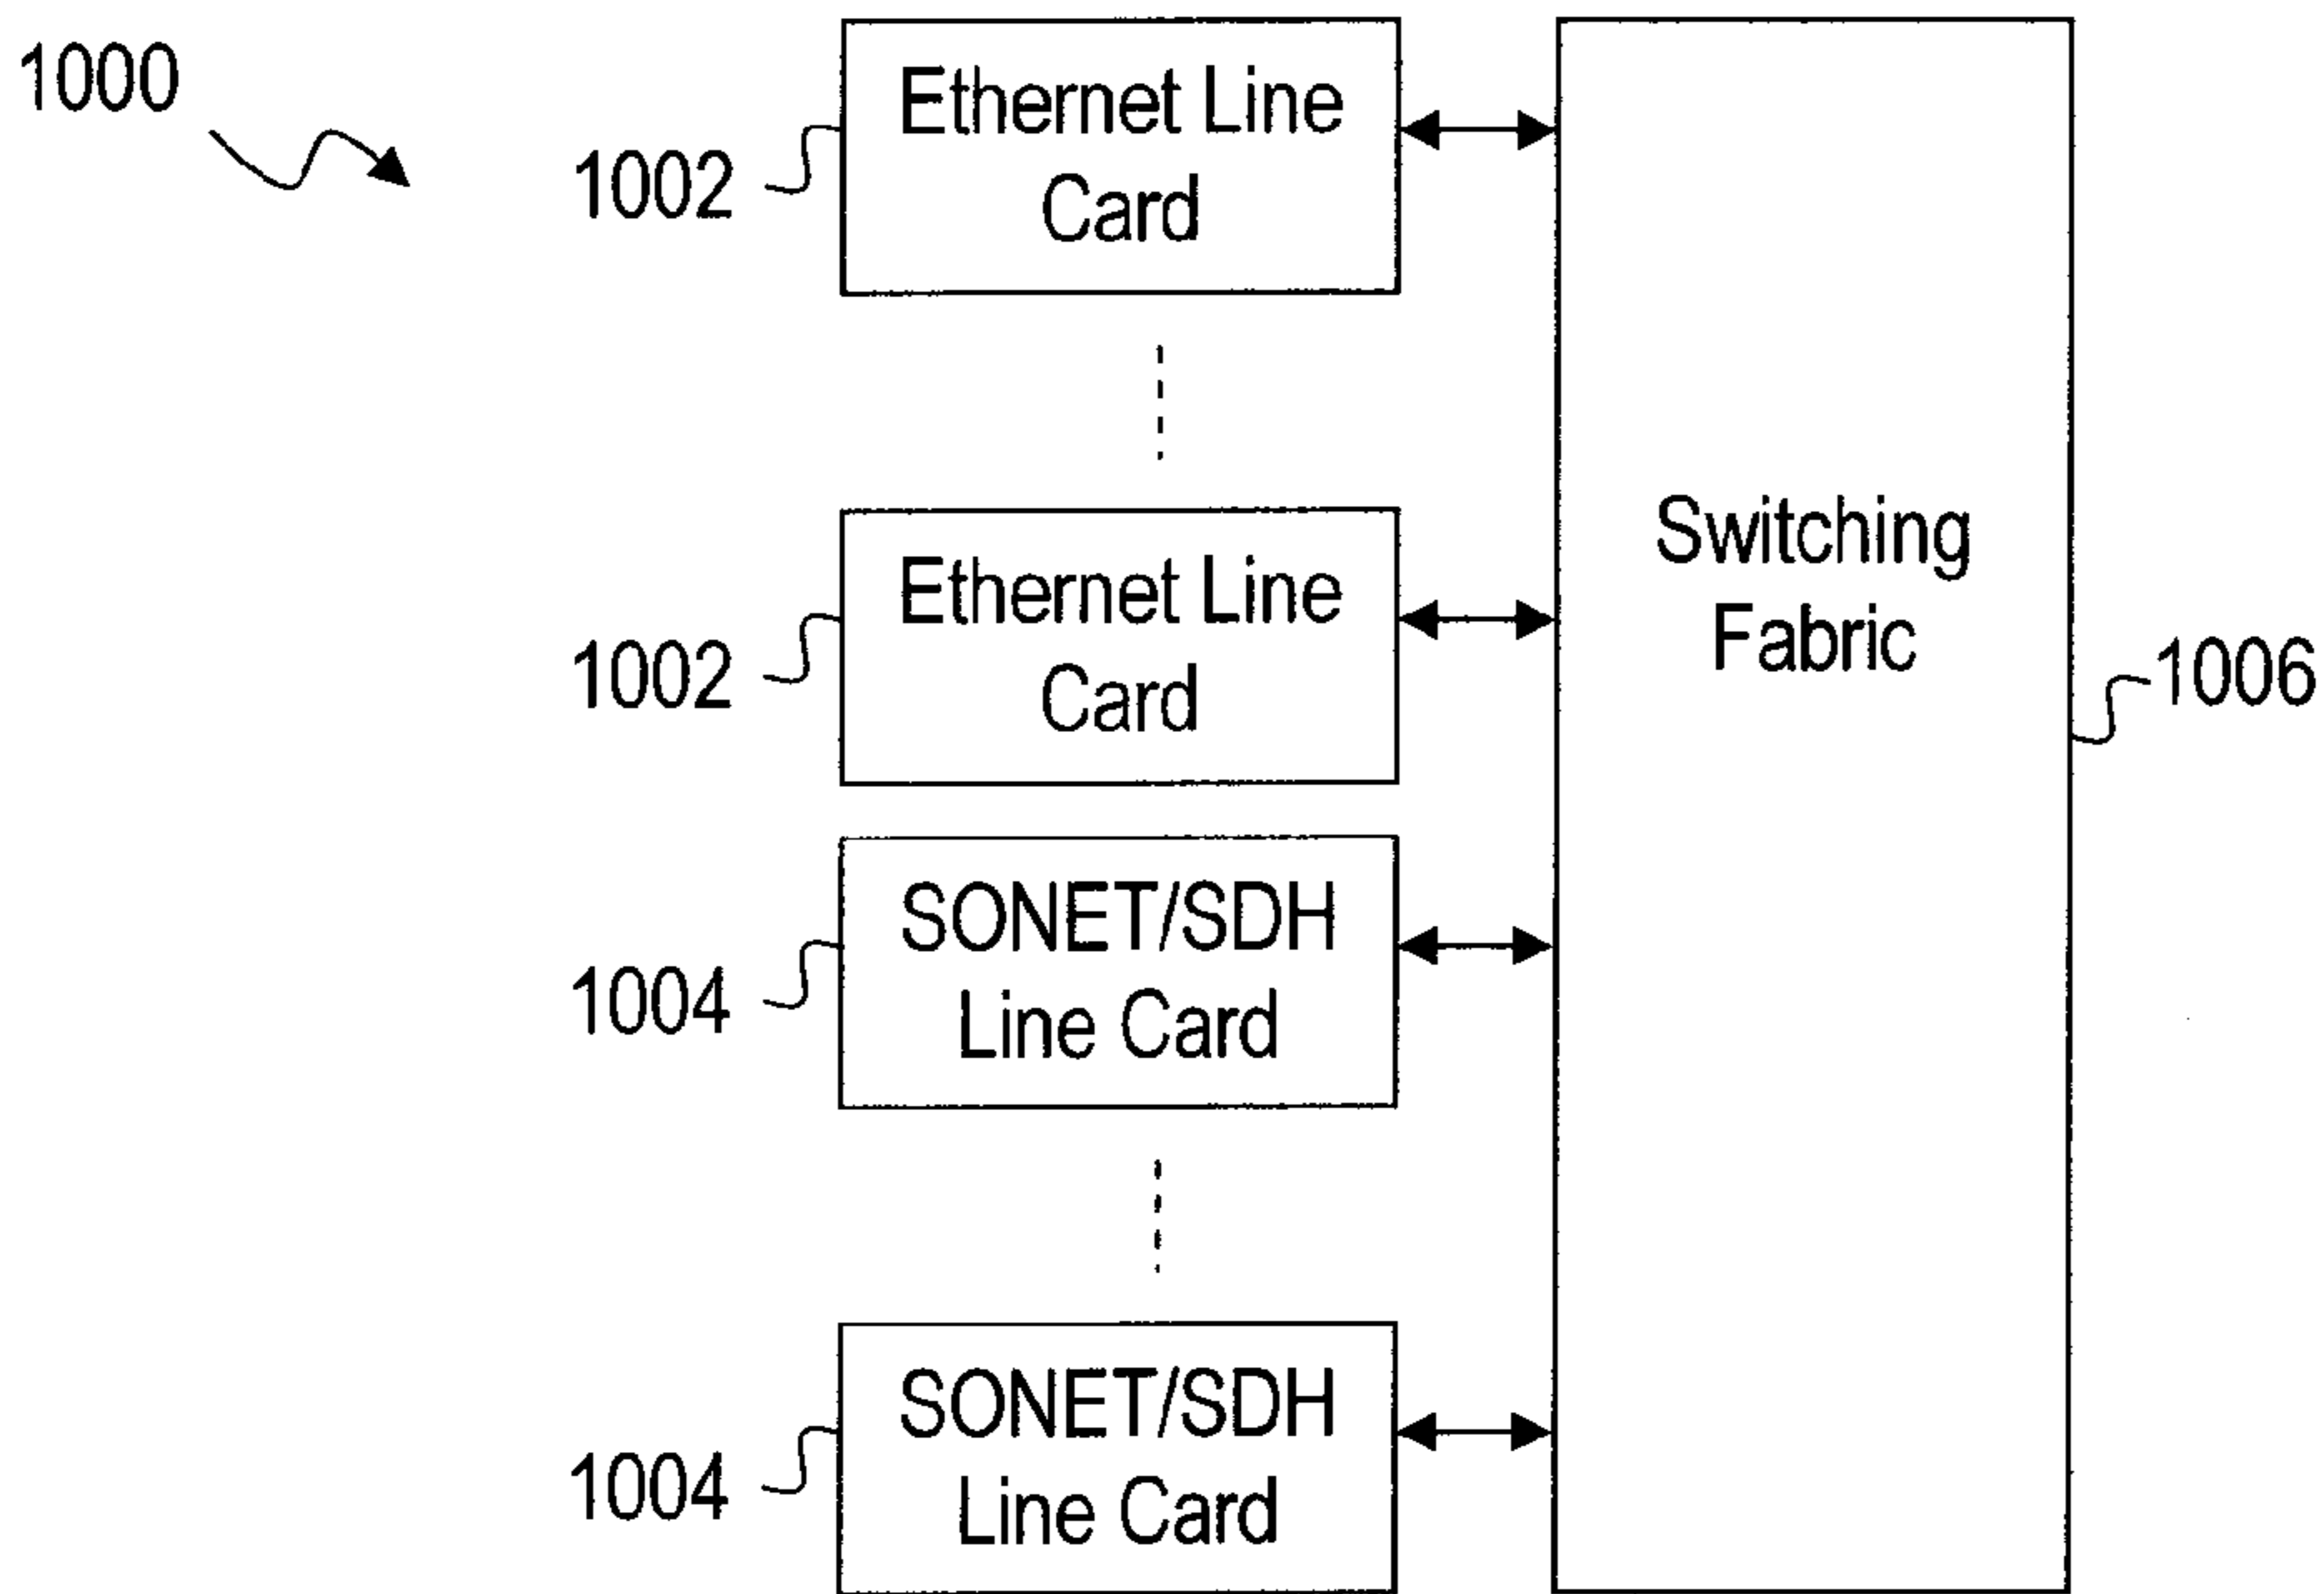 1000
1002
Ethernet Line
Card
1002
Ethernet Line
Card
Switching
Fabric
1006
1004
SONET/SDH
Line Card
1004
SONET/SDH
Line Card